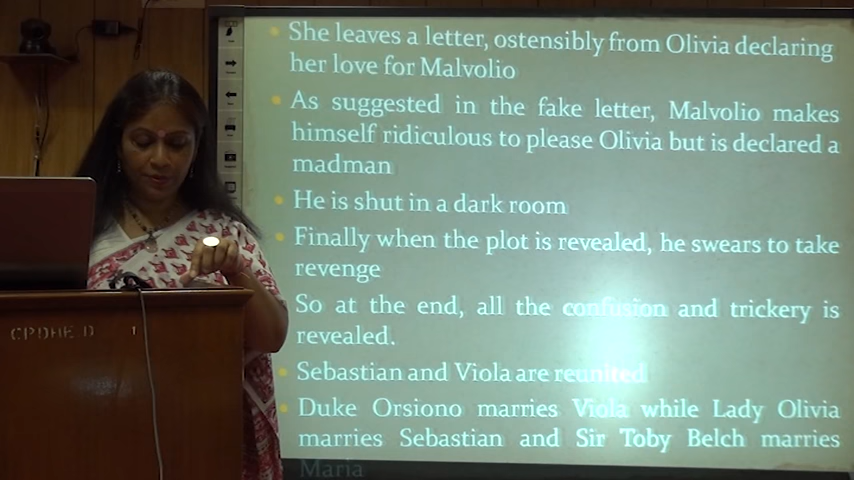 She leaves a letter, ostensibly from Olivia declaring
her love for Malvolio
As suggested in the fake letter, Malvolio makes
himself ridiculous to please Olivia but is declared a
madman
He is shut in a dark room
Finally when the plot is revealed, he swears to take
revenge
So at the end, all the confusion and trickery is
revealed.
Sebastian and Viola are reunited
Duke Orsiono marries Viola while Lady Olivia
marries Sebastian and Sir Toby Belch marries
Maria
CPDHE.D 1